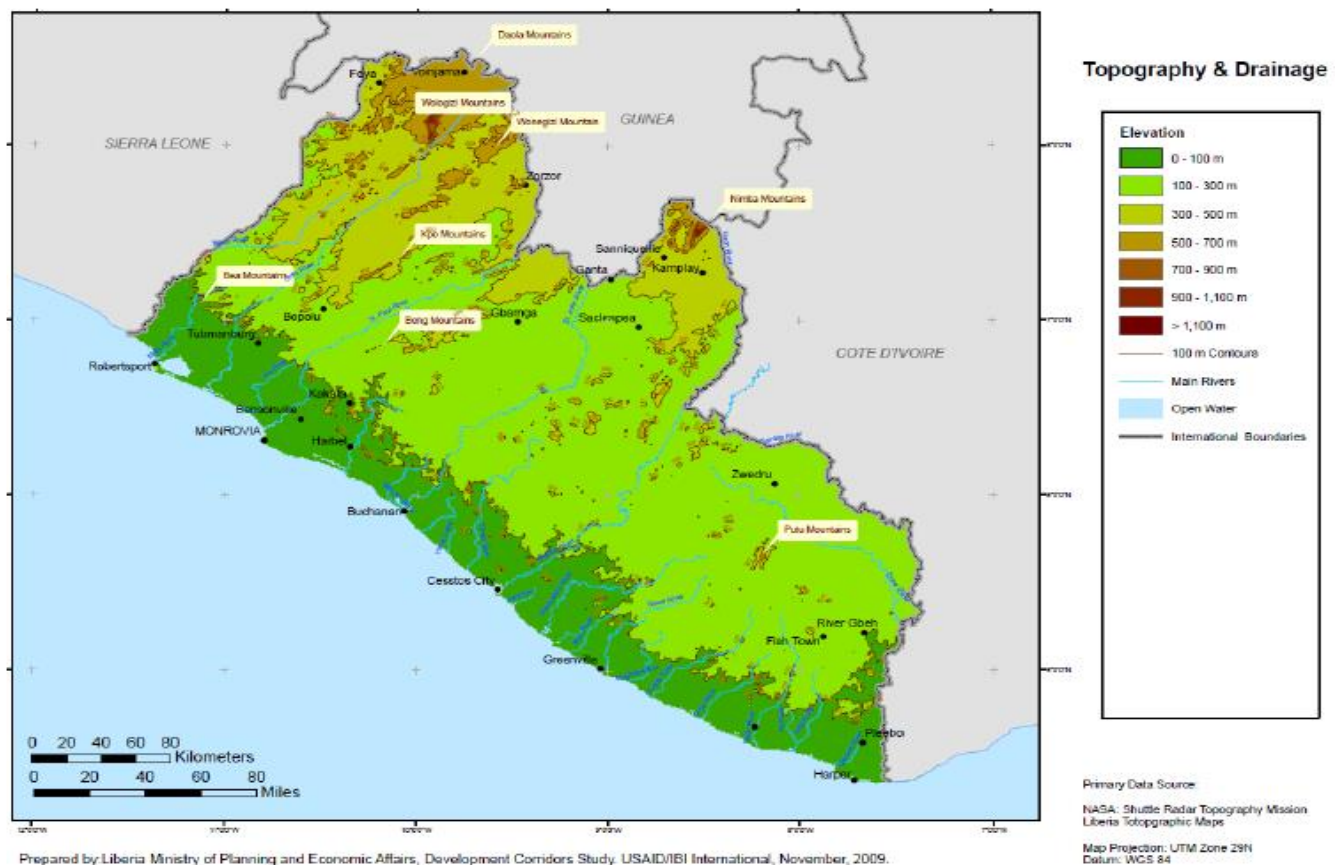 Topography & Drainage
Elevation
0 - 100 m
100 - 300 m
300 - 500 m
500 - 700 m
700 - 900 m
900 - 1,100 m
> 1,100 m
100 m Contours
Main Rivers
Open Water
International Boundaries
Daola Mountains
Foya
Voinjama
Wologizi Mountains
Wonegizi Mountain
GUINEA
SIERRA LEONE
Zorzor
Nimba Mountains
Kpo Mountains
Sanniquellie
Kamplay
Ganta
Bea Mountains
Bopolu
Bong Mountains
Gbarnga
Saclepea
Tubmanburg
COTE D'IVOIRE
Robertsport
Kakata
Bensonville
MONROVIA
Harbel
Zwedru
Buchanan
Putu Mountains
Cesstos City
River Gbeh
Fish Town
Greenville
Pleebo
Harper
0 20 40 60 80
Kilometers
0 20 40 60 80
Miles
Primary Data Source:
NASA: Shuttle Radar Topography Mission
Liberia Totopgraphic Maps
Map Projection: UTM Zone 29N
Datum: WGS 84
Prepared by Liberia Ministry of Planning and Economic Affairs, Development Corridors Study. USAID/IBI International, November, 2009.